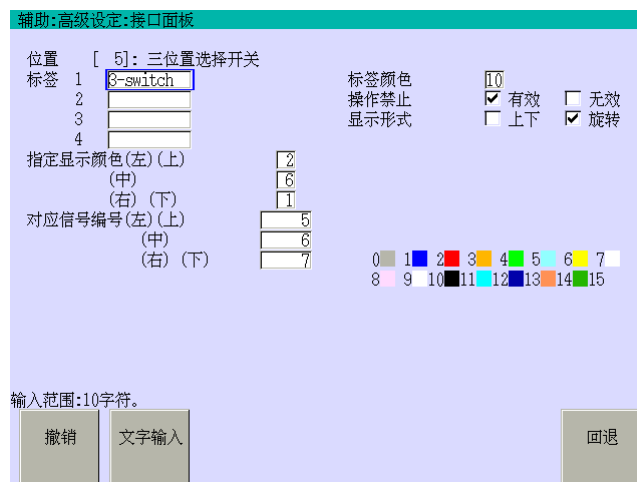 辅助:高级设定:接口面板
位置 [ 5]: 三位置选择开关
标签 1 3-switch 标签颜色 10
2 操作禁止 ✔ 有效 无效
3 显示形式 上下 ✔ 旋转
4
指定显示颜色(左)(上) 2
(中) 6
(右) (下) 1
对应信号编号(左)(上) 5
(中) 6
(右) (下) 7
0 1 2 3 4 5 6 7
8 9 10 11 12 13 14 15
输入范围:10字符。
撤销 文字输入 回退